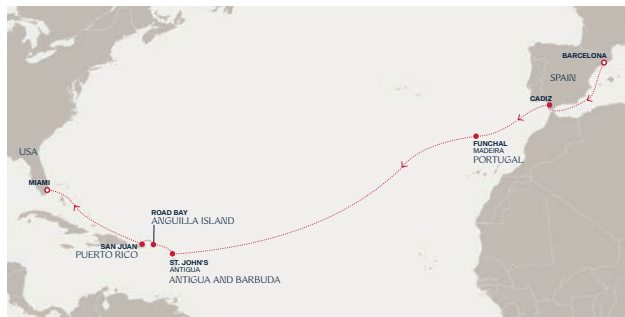 BARCELONA
SPAIN
CADIZ
FUNCHAL
MADEIRA
PORTUGAL
USA
MIAMI
ROAD BAY
ANGUILLA ISLAND
SAN JUAN
PUERTO RICO
ST. JOHN'S
ANTIGUA
ANTIGUA AND BARBUDA